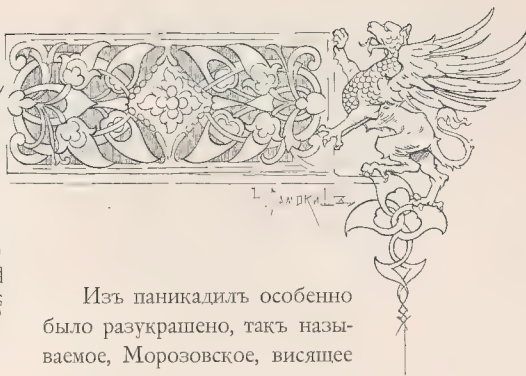 Изъ паникадилъ особенно
было разукрашено, такъ назы-
ваемое, Морозовское, висящее